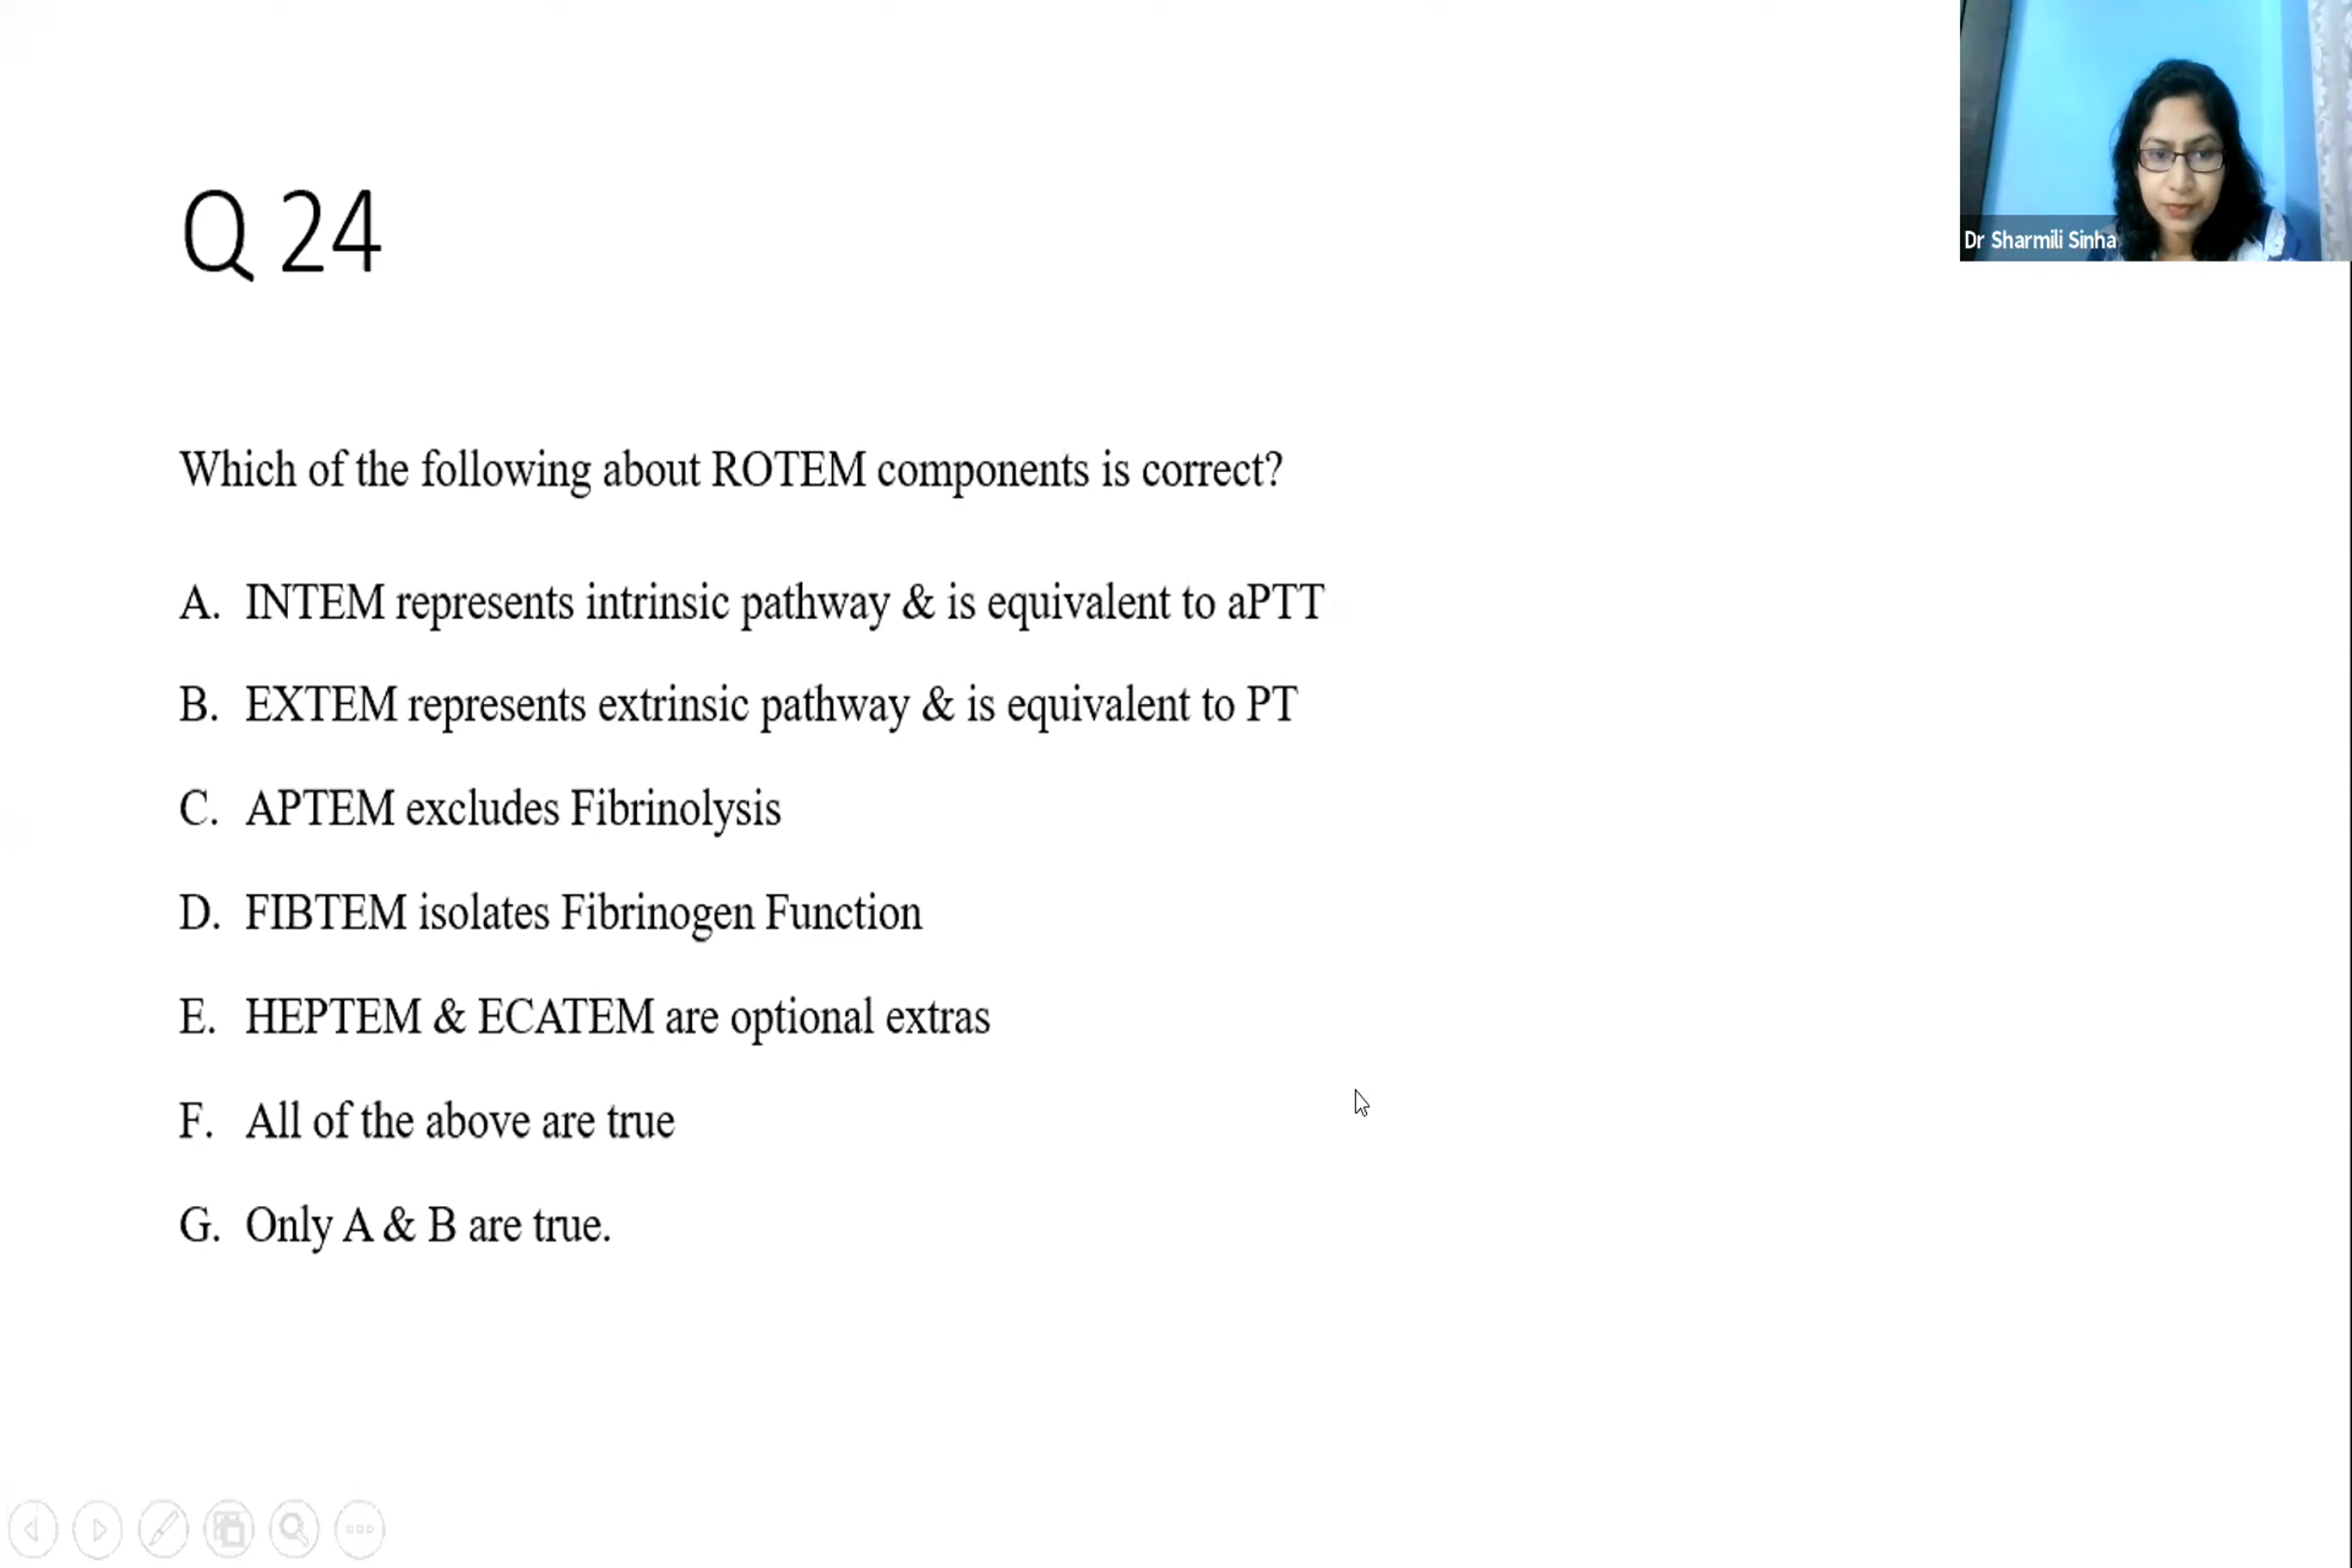 Dr Sharmili Sinha
Q 24
Which of the following about ROTEM components is correct?
A. INTEM represents intrinsic pathway & is equivalent to aPTT
B. EXTEM represents extrinsic pathway & is equivalent to PT
C. APTEM excludes Fibrinolysis
D. FIBTEM isolates Fibrinogen Function
E. HEPTEM & ECATEM are optional extras
F. All of the above are true
G. Only A & B are true.